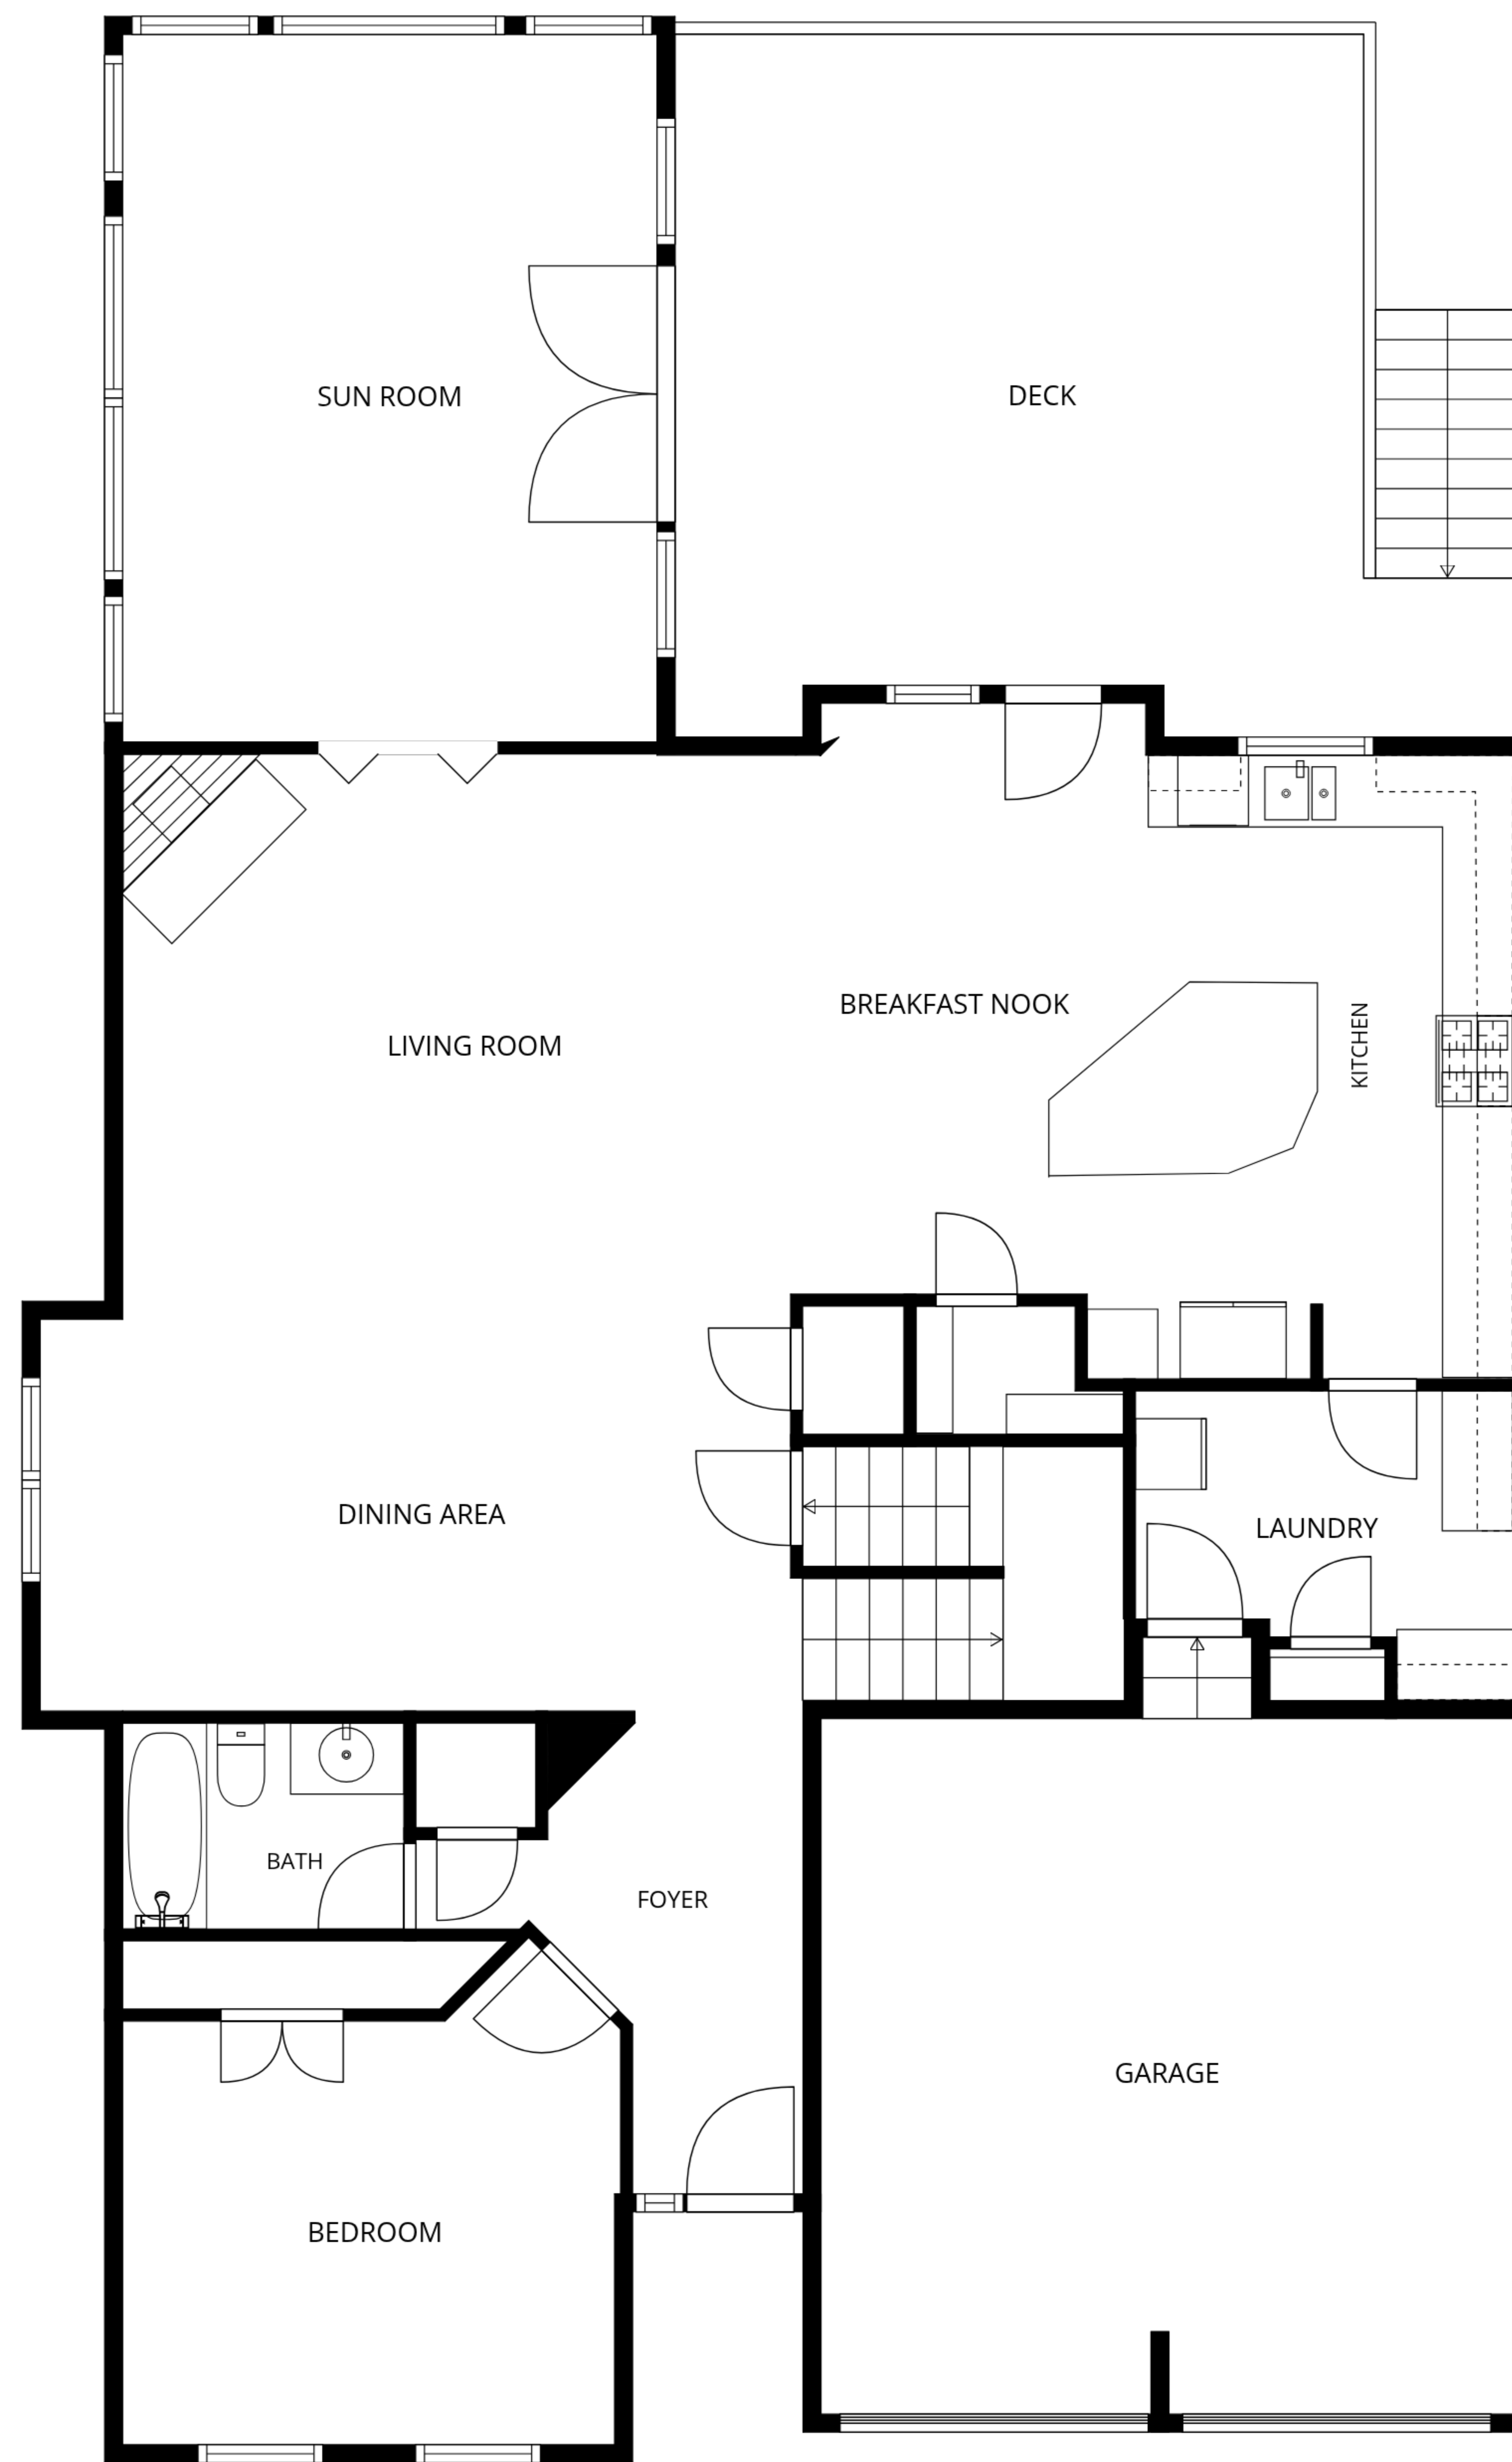 SUN ROOM
DECK
BREAKFAST NOOK
KITCHEN
LIVING ROOM
DINING AREA
LAUNDRY
BATH
FOYER
GARAGE
BEDROOM